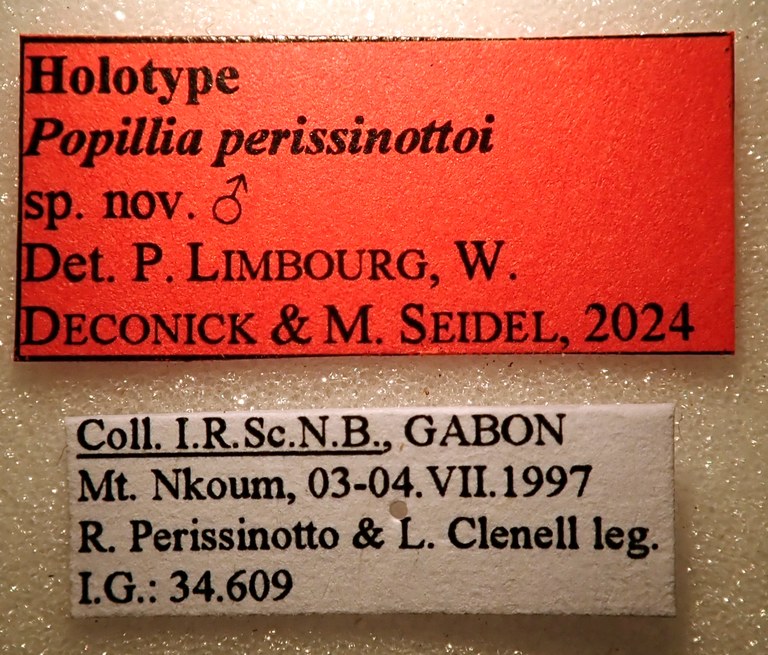 Holotype
Popillia perissinottoi
sp. nov. ♂
Det. P. LIMBOURG, W.
DECONICK & M. SEIDEL, 2024
Coll. I.R.Sc.N.B., GABON
Mt. Nkoum, 03-04.VII.1997
R. Perissinotto & L. Clenell leg.
I.G.: 34.609